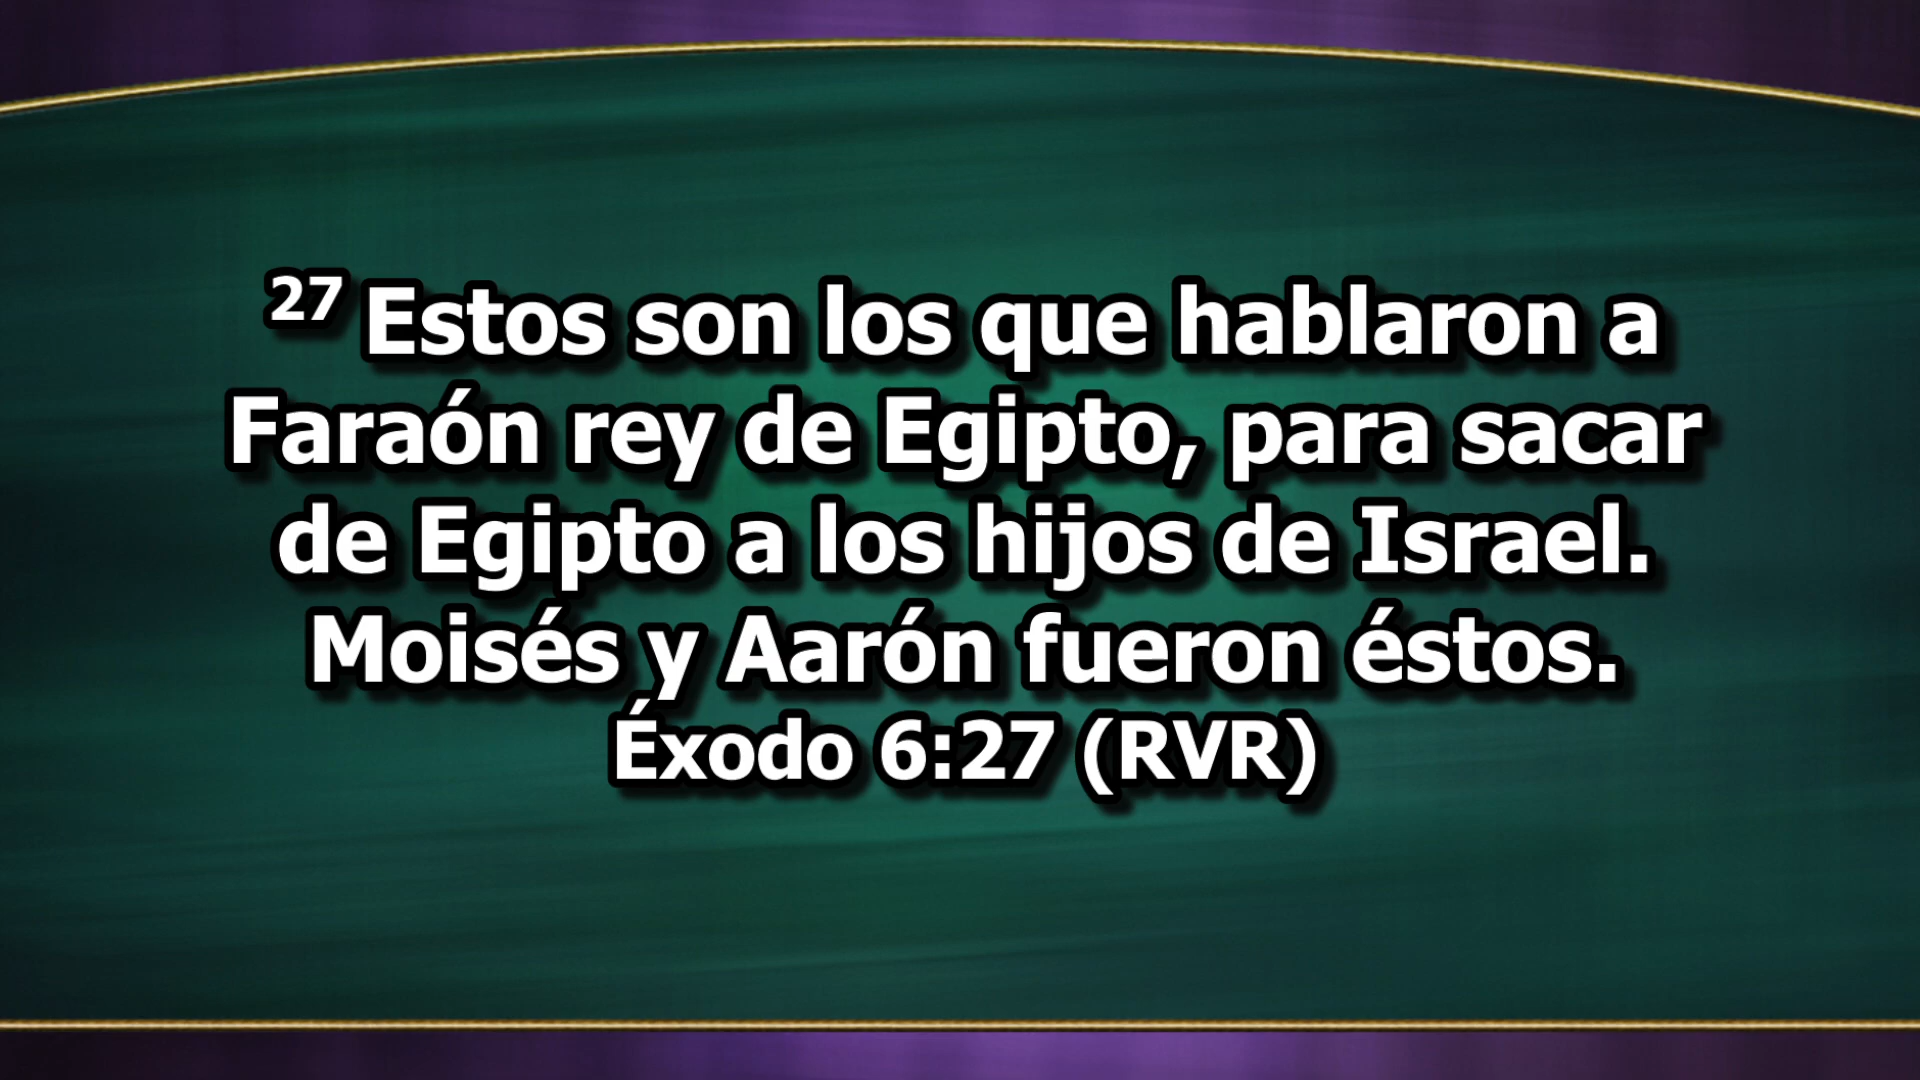 27 Estos son los que hablaron a
Faraón rey de Egipto, para sacar
de Egipto a los hijos de Israel.
Moisés y Aarón fueron éstos.
Éxodo 6:27 (RVR)